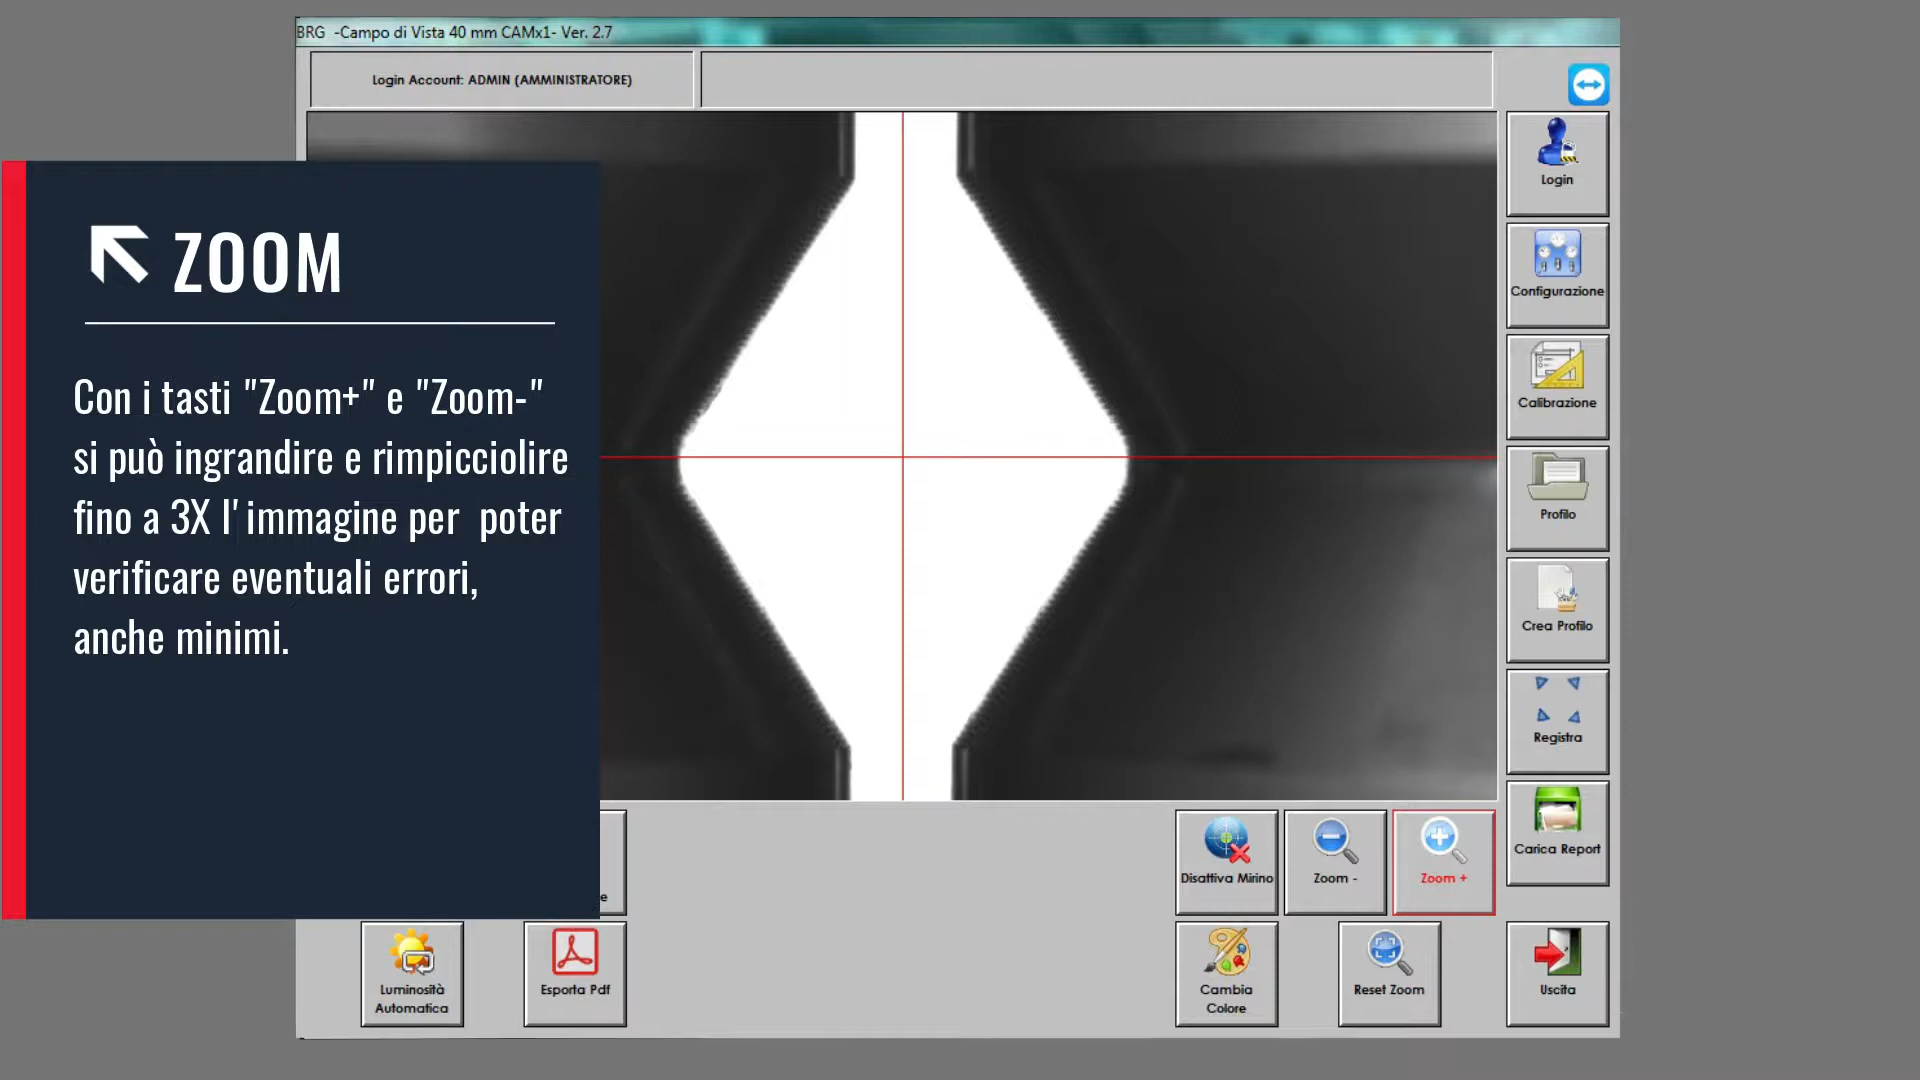 BRG -Campo di Vista 40 mm CAMx1- Ver. 2.7
Login Account: ADMIN (AMMINISTRATORE)
ZOOM
Con i tasti "Zoom+" e "Zoom-"
si può ingrandire e rimpicciolire
fino a 3X l'immagine per poter
verificare eventuali errori,
anche minimi.
Login
Configurazione
Calibrazione
Profilo
Crea Profilo
Registra
Carica Report
Disattiva Mirino
Zoom -
Zoom +
Luminosità
Automatica
Esporta Pdf
Cambia
Colore
Reset Zoom
Uscita